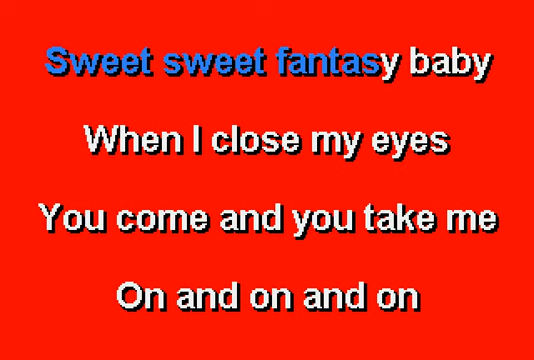 Sweet sweet fantasy baby
When I close my eyes
You come and you take me
On and on and on